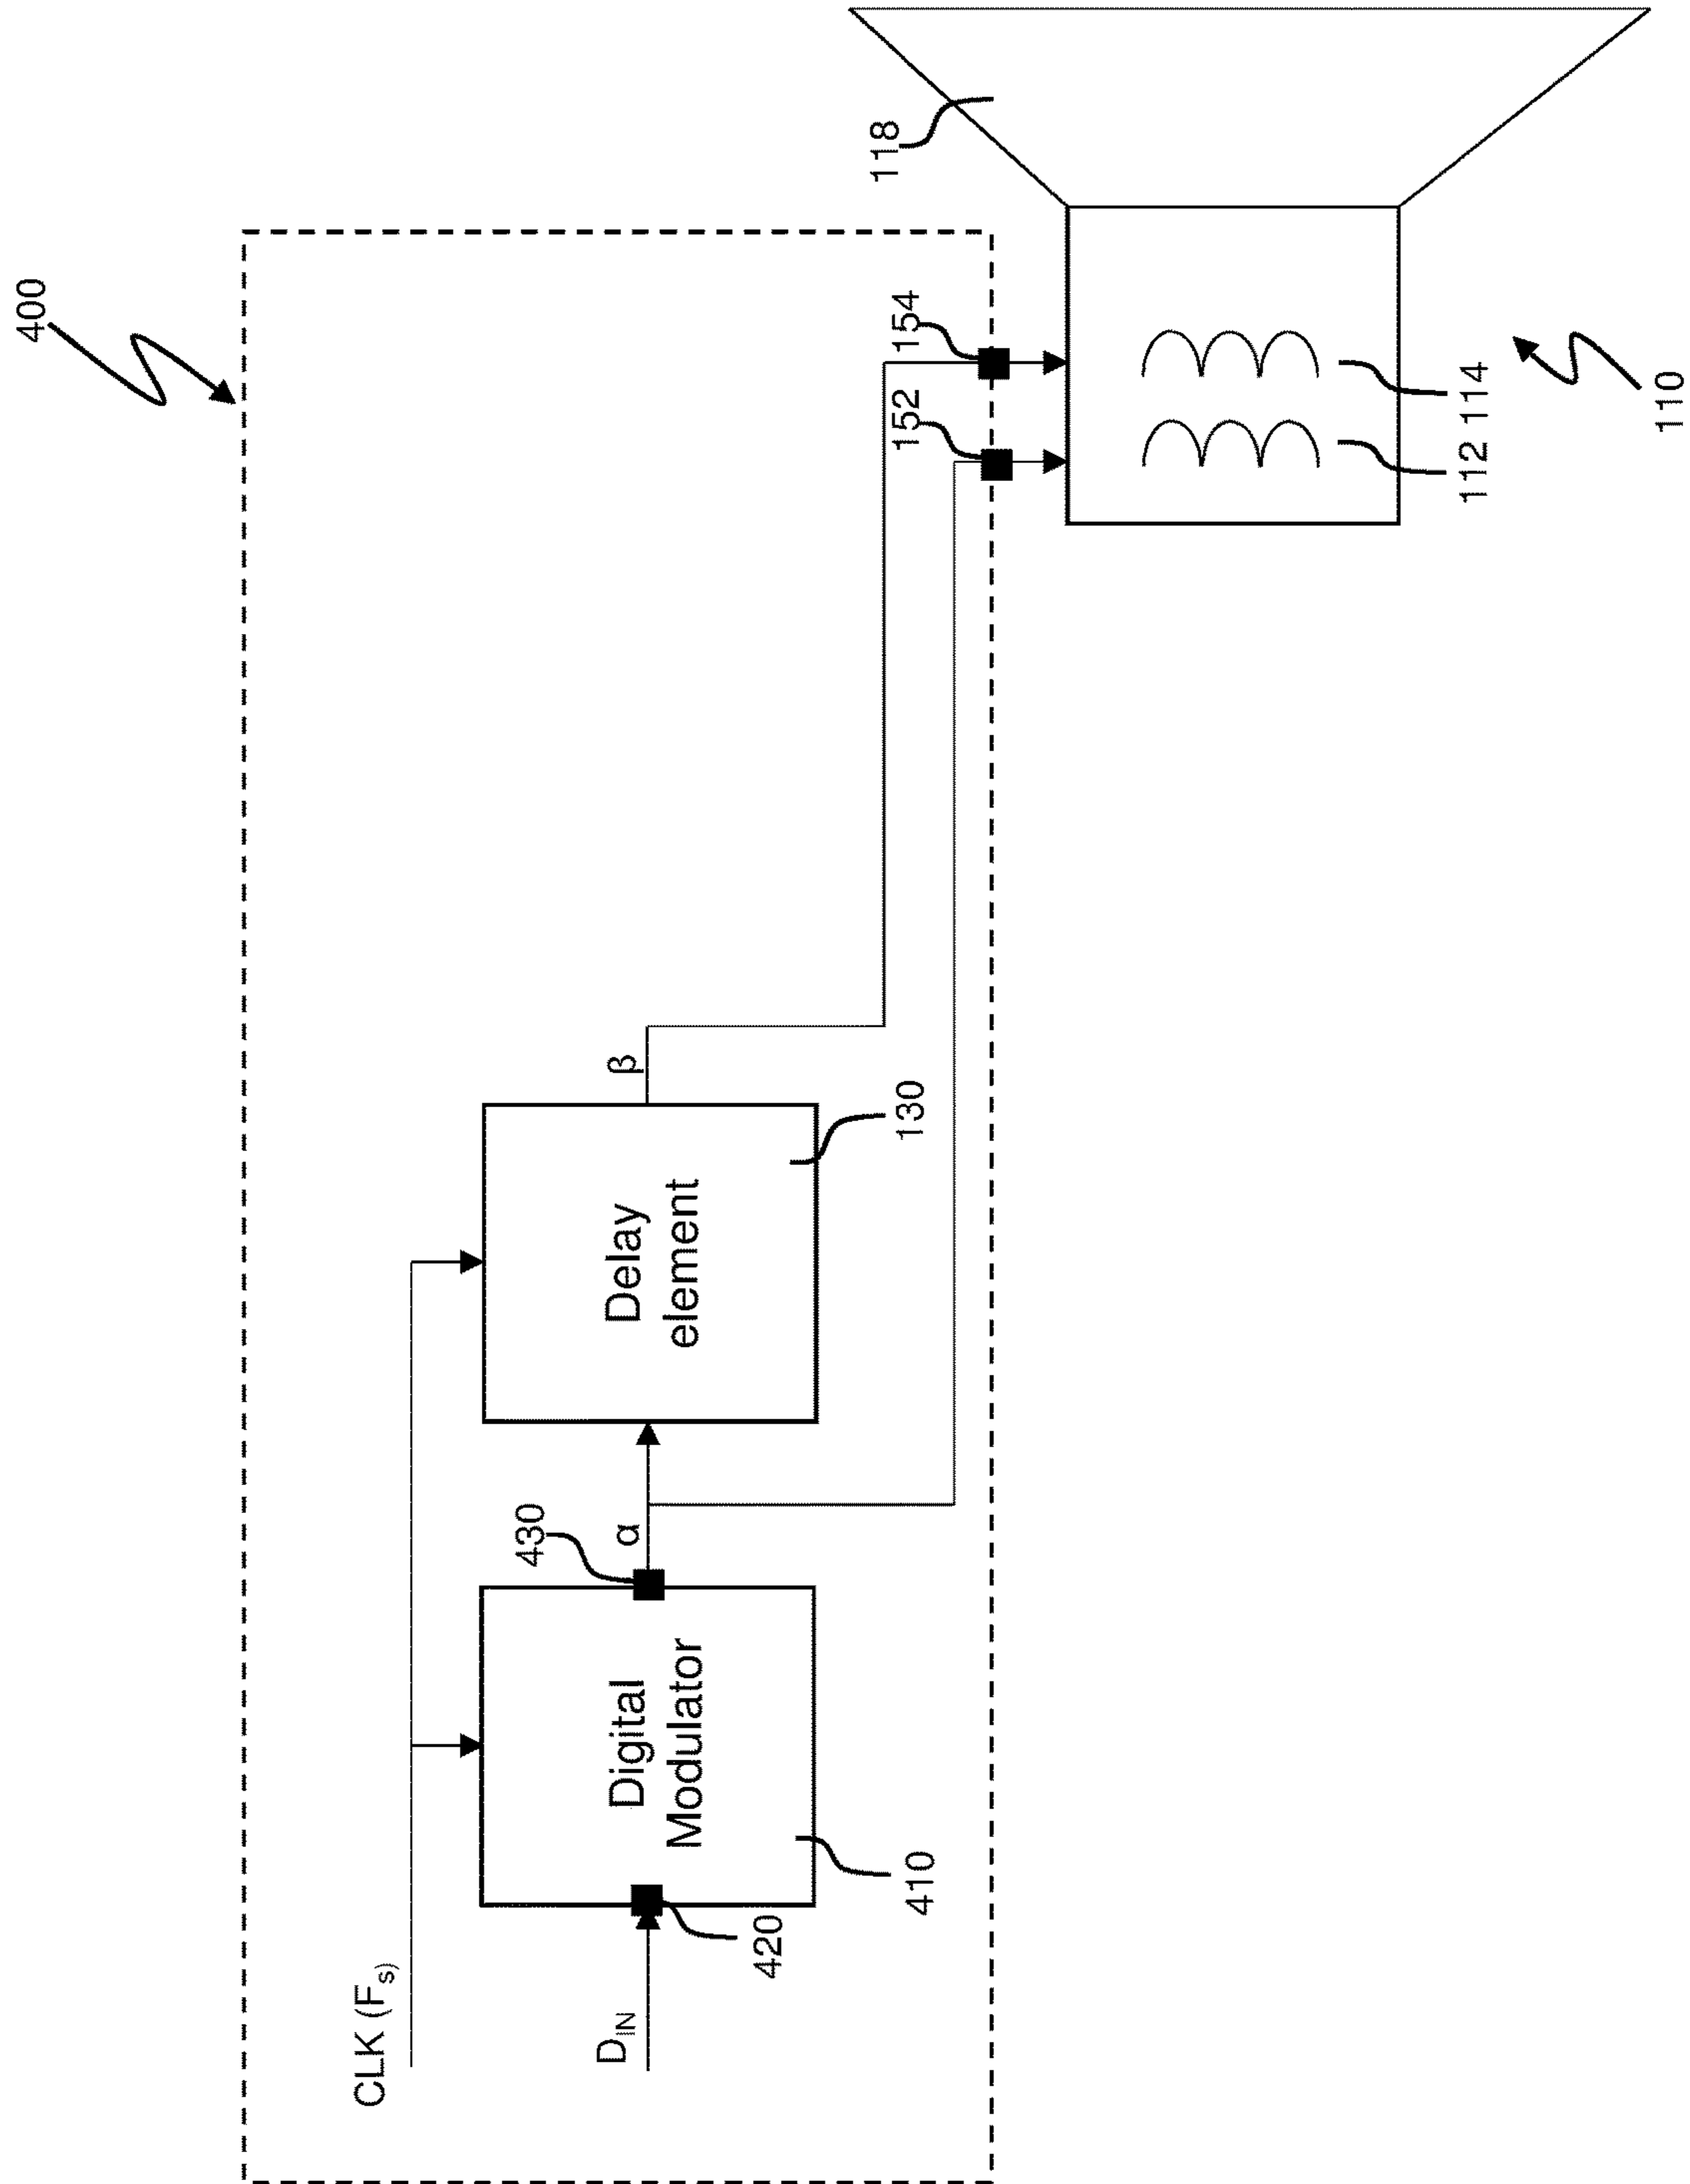 400
CLK (Fs)
DIN
420
Digital
Modulator
410
430
α
Delay
element
130
β
152
154
118
112
114
110